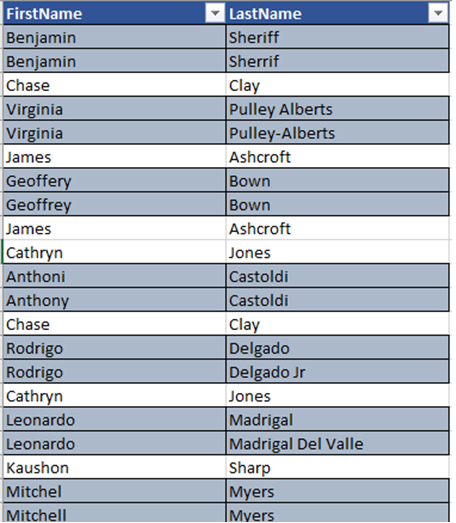 FirstName LastName
Benjamin Sheriff
Benjamin Sherrif
Chase Clay
Virginia Pulley Alberts
Virginia Pulley-Alberts
James Ashcroft
Geoffery Bown
Geoffrey Bown
James Ashcroft
Cathryn Jones
Anthoni Castoldi
Anthony Castoldi
Chase Clay
Rodrigo Delgado
Rodrigo Delgado Jr
Cathryn Jones
Leonardo Madrigal
Leonardo Madrigal Del Valle
Kaushon Sharp
Mitchel Myers
Mitchell Myers